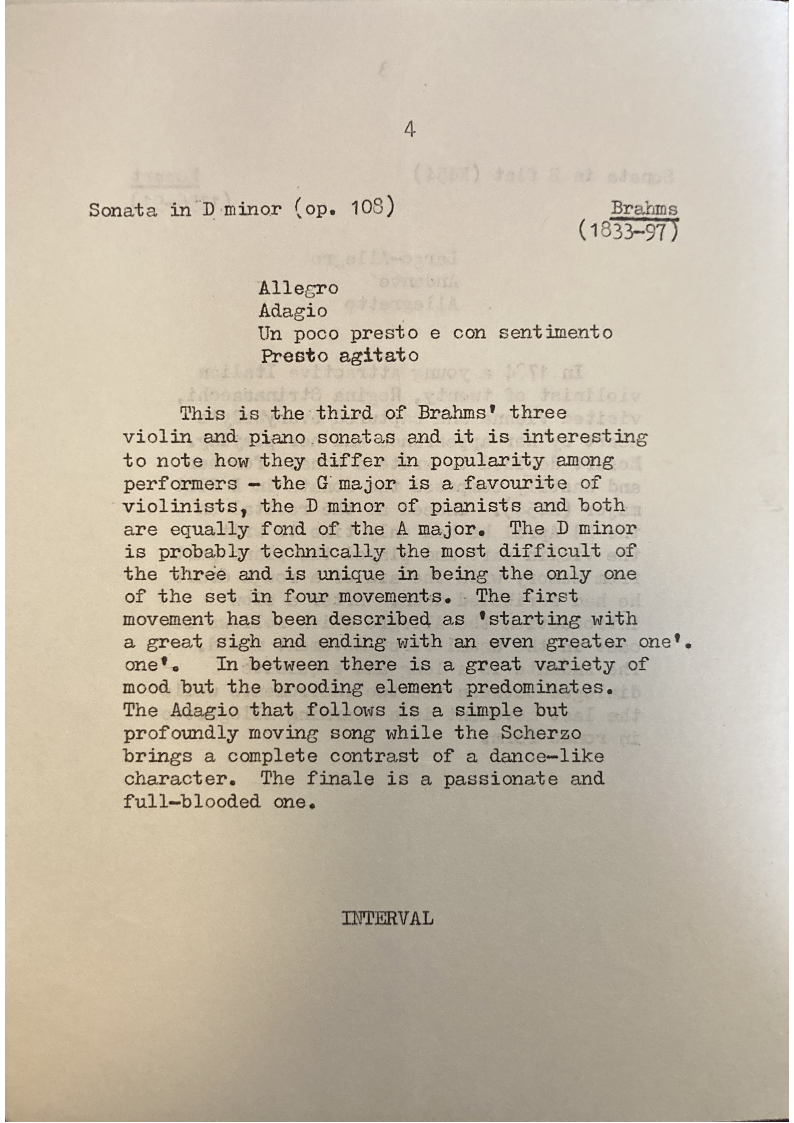 4
Sonata in D minor (op. 108) Brahms
(1833-97)
Allegro
Adagio
Un poco presto e con sentimento
Presto agitato
This is the third of Brahms' three
violin and piano sonatas and it is interesting
to note how they differ in popularity among
performers - the G major is a favourite of
violinists, the D minor of pianists and both
are equally fond of the A major. The D minor
is probably technically the most difficult of
the three and is unique in being the only one
of the set in four movements. The first
movement has been described as 'starting with
a great sigh and ending with an even greater one'.
one'. In between there is a great variety of
mood but the brooding element predominates.
The Adagio that follows is a simple but
profoundly moving song while the Scherzo
brings a complete contrast of a dance-like
character. The finale is a passionate and
full-blooded one.
INTERVAL